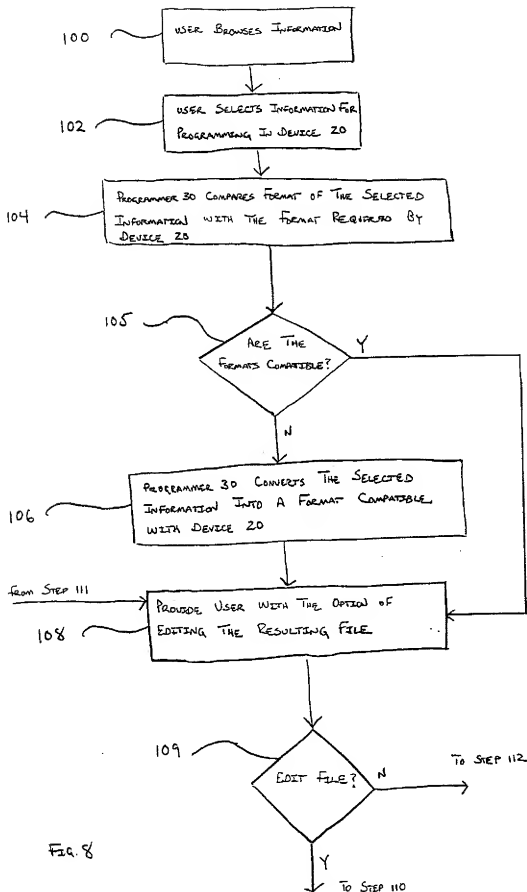 100
USER BROWSES INFORMATION
102
USER SELECTS INFORMATION FOR
PROGRAMMING IN DEVICE 20
104
PROGRAMMER 30 COMPARES FORMAT OF THE SELECTED
INFORMATION WITH THE FORMAT REQUIRED BY
DEVICE 20
105
ARE THE
FORMATS COMPATIBLE?
Y
N
106
PROGRAMMER 30 CONVERTS THE SELECTED
INFORMATION INTO A FORMAT COMPATIBLE
WITH DEVICE 20
from STEP 111
108
PROVIDE USER WITH THE OPTION OF
EDITING THE RESULTING FILE
109
EDIT FILE?
N
TO STEP 112
Y
TO STEP 110
FIG. 8